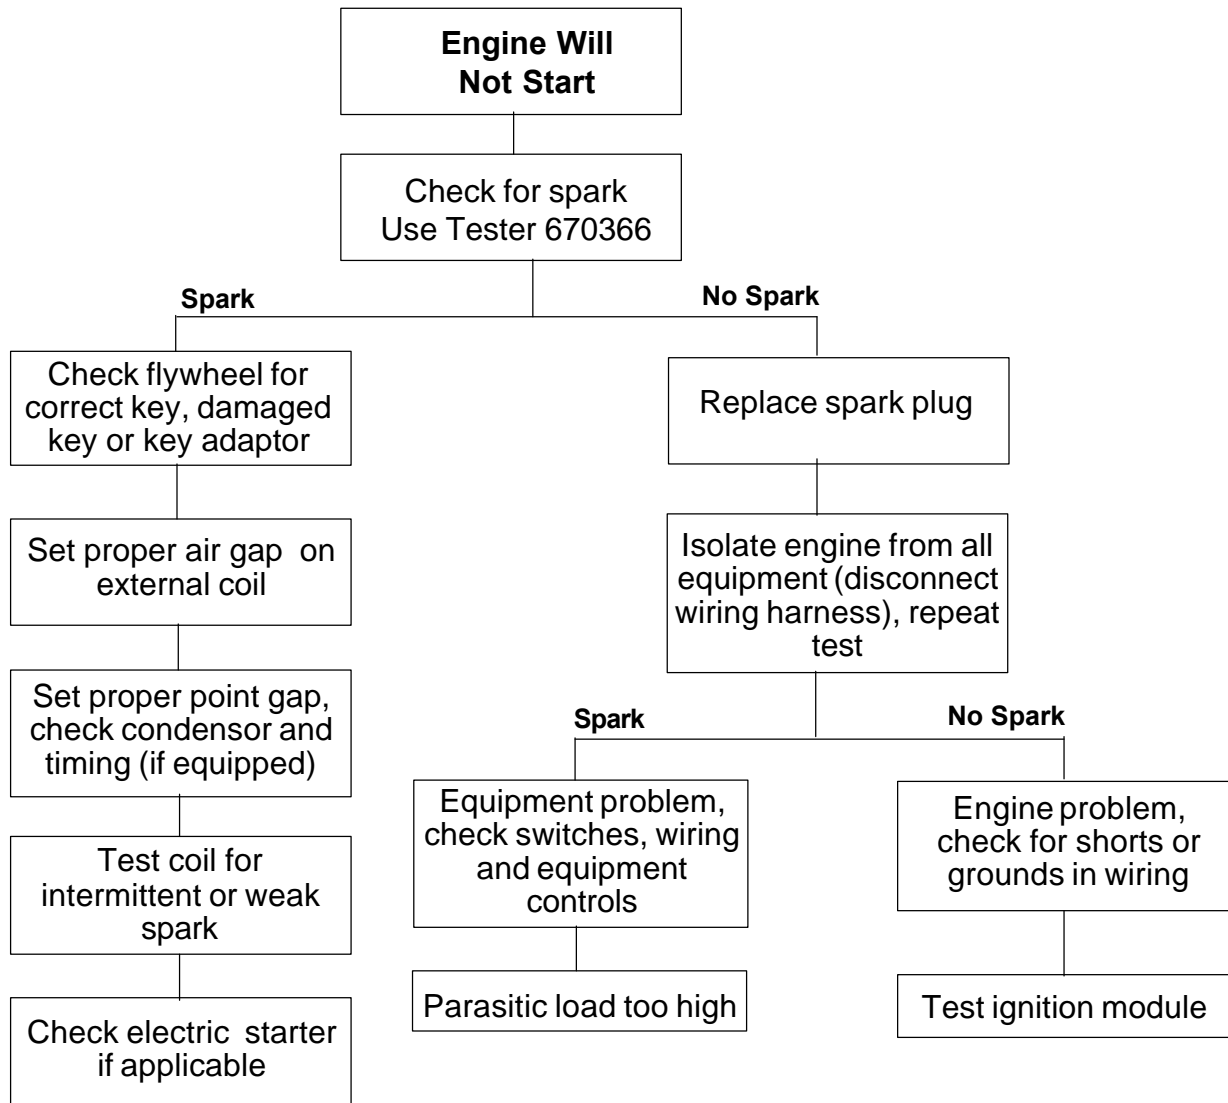 Engine Will
Not Start
Check for spark
Use Tester 670366
Spark
No Spark
Check flywheel for
correct key, damaged
key or key adaptor
Replace spark plug
Set proper air gap on
external coil
Isolate engine from all
equipment (disconnect
wiring harness), repeat
test
Set proper point gap,
check condensor and
timing (if equipped)
Spark
No Spark
Equipment problem,
check switches, wiring
and equipment
controls
Engine problem,
check for shorts or
grounds in wiring
Test coil for
intermittent or weak
spark
Parasitic load too high
Test ignition module
Check electric starter
if applicable